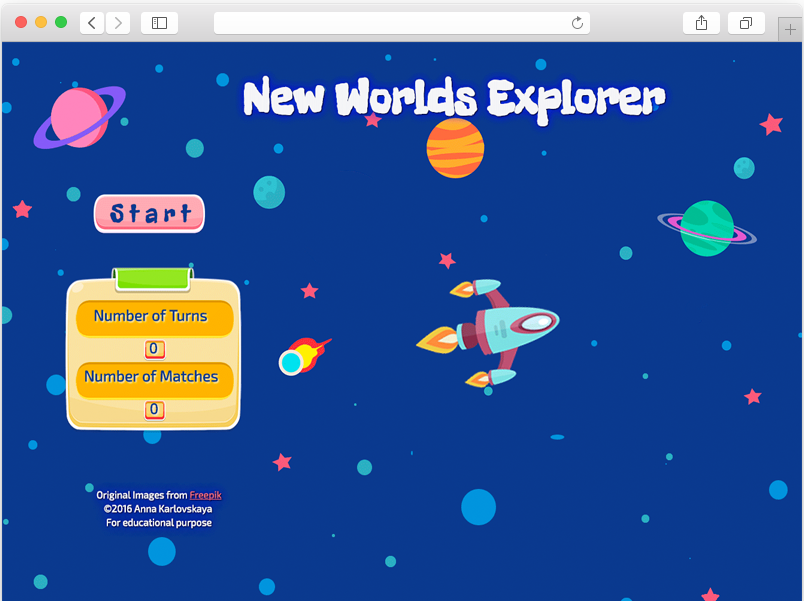 New Worlds Explorer
Start
Number of Turns
0
Number of Matches
0
Original Images from Freepik
©2016 Anna Karlovskaya
For educational purpose